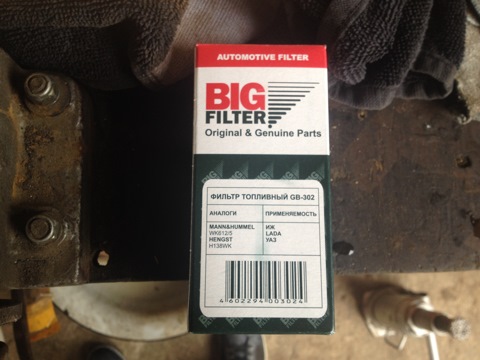 AUTOMOTIVE FILTER
BIG
FILTER
Original & Genuine Parts
ФИЛЬТР ТОПЛИВНЫЙ GB-302
АНАЛОГИ ПРИМЕНЯЕМОСТЬ
MANN&HUMMEL ИЖ
WK612/5 LADA
HENGST УАЗ
H138WK
4602294003024